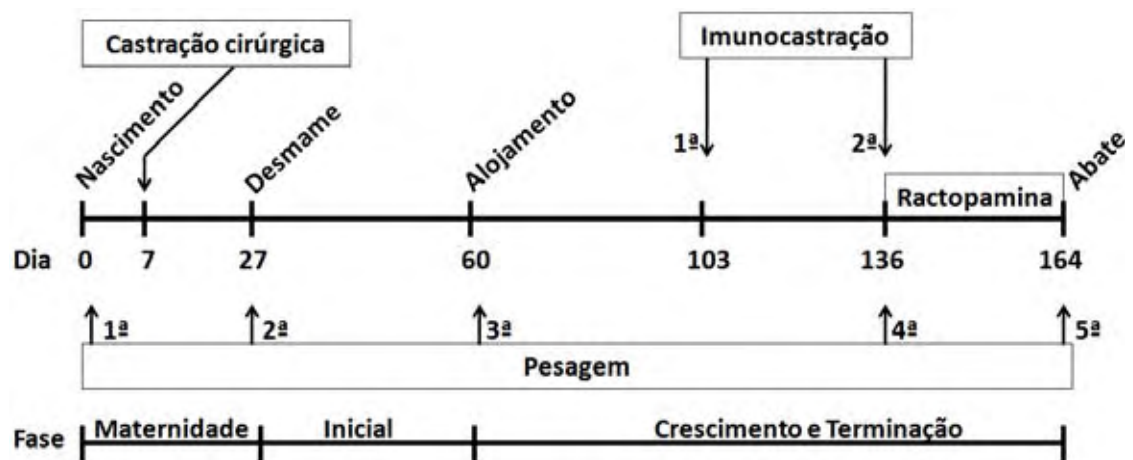 Castração cirúrgica
Imunocastração
Nascimento
Desmame
Alojamento
1ª
2ª
Ractopamina
Abate
Dia 0 7 27 60 103 136 164
1ª 2ª 3ª 4ª 5ª
Pesagem
Fase Maternidade Inicial Crescimento e Terminação